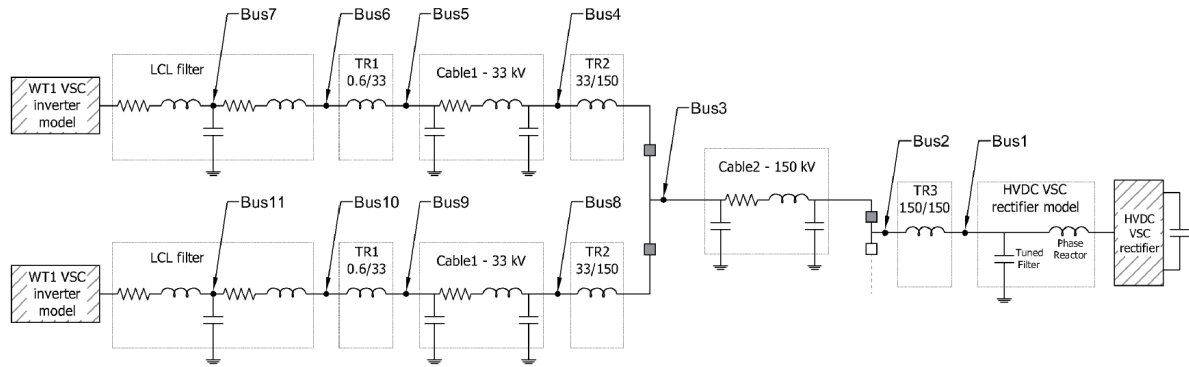 Bus7
Bus6
Bus5
Bus4
LCL filter
TR1
0.6/33
Cable1 - 33 kV
TR2
33/150
WT1 VSC
inverter
model
Bus3
Cable2 - 150 kV
Bus2
Bus1
TR3
150/150
HVDC VSC
rectifier model
Tuned
Filter
Phase
Reactor
HVDC
VSC
rectifier
Bus11
Bus10
Bus9
Bus8
LCL filter
TR1
0.6/33
Cable1 - 33 kV
TR2
33/150
WT1 VSC
inverter
model